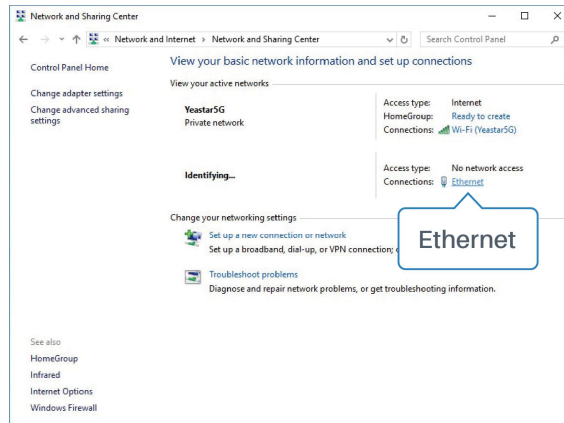 Network and Sharing Center
« Network and Internet › Network and Sharing Center
Search Control Panel
Control Panel Home
Change adapter settings
Change advanced sharing
settings
View your basic network information and set up connections
View your active networks
Yeastar5G
Private network
Access type: Internet
HomeGroup: Ready to create
Connections: Wi-Fi (Yeastar5G)
Identifying...
Access type: No network access
Connections: Ethernet
Change your networking settings
Set up a new connection or network
Set up a broadband, dial-up, or VPN connection;
Ethernet
Troubleshoot problems
Diagnose and repair network problems, or get troubleshooting information.
See also
HomeGroup
Infrared
Internet Options
Windows Firewall